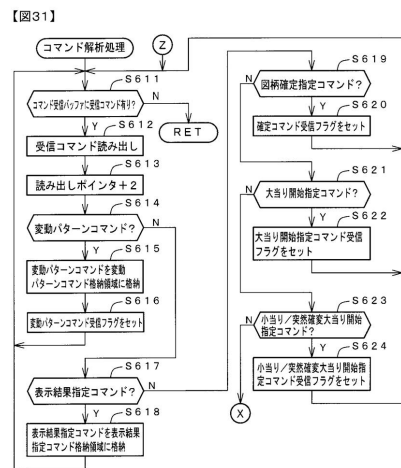 【図31】
コマンド解析処理
Z
S611
コマンド受信バッファに受信コマンド有り?
N
RET
Y
S612
受信コマンド読み出し
S613
読み出しポインタ+2
S614
変動パターンコマンド?
N
Y
S615
変動パターンコマンドを変動
パターンコマンド格納領域に格納
S616
変動パターンコマンド受信フラグをセット
S617
表示結果指定コマンド?
N
Y
S618
表示結果指定コマンドを表示結果
指定コマンド格納領域に格納
S619
N
図柄確定指定コマンド?
Y
S620
確定コマンド受信フラグをセット
S621
N
大当り開始指定コマンド?
Y
S622
大当り開始指定コマンド受信
フラグをセット
S623
N
小当り/突然確変大当り開始
指定コマンド?
Y
S624
小当り/突然確変大当り開始指
定コマンド受信フラグをセット
X